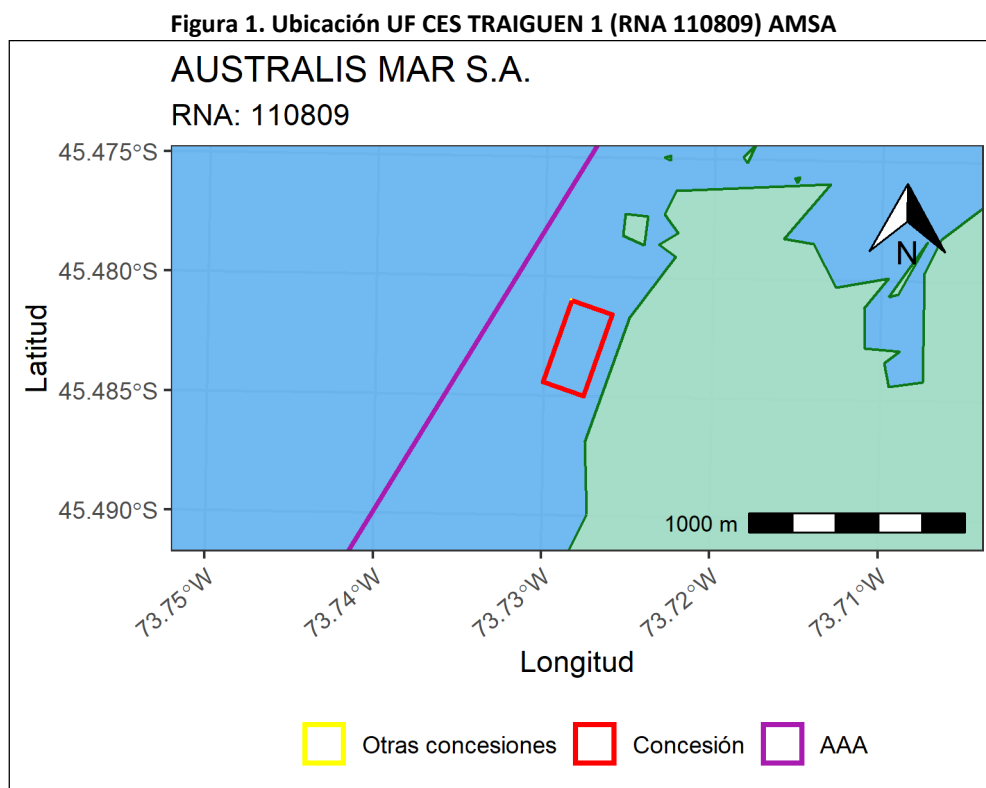 Figura 1. Ubicación UF CES TRAIGUEN 1 (RNA 110809) AMSA
AUSTRALIS MAR S.A.
RNA: 110809
45.475°S
45.480°S
45.485°S
45.490°S
Latitud
N
1000 m
73.75°W
73.74°W
73.73°W
73.72°W
73.71°W
Longitud
Otras concesiones
Concesión
AAA